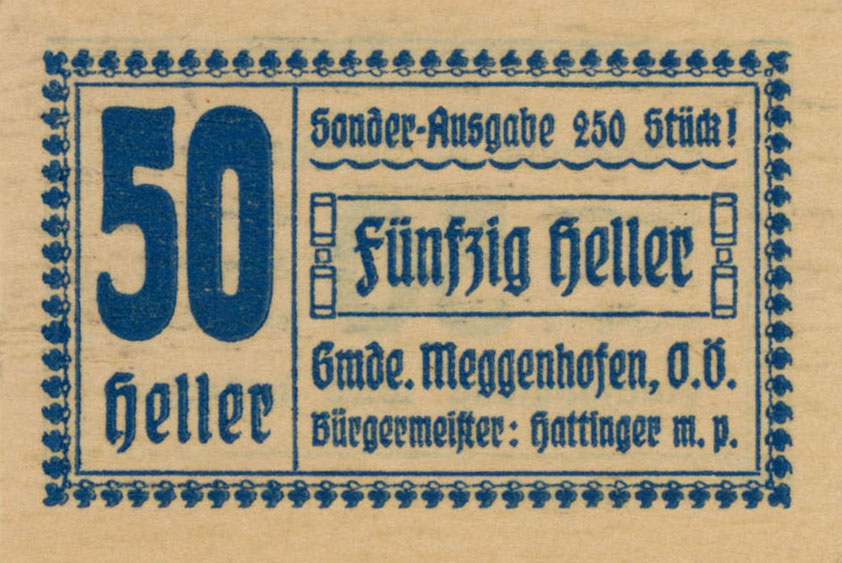 50
Heller
Sonder-Ausgabe 250 Stück!
Fünfzig Heller
Gmde. Meggenhofen, O.Ö.
Bürgermeister: Hattinger m. p.